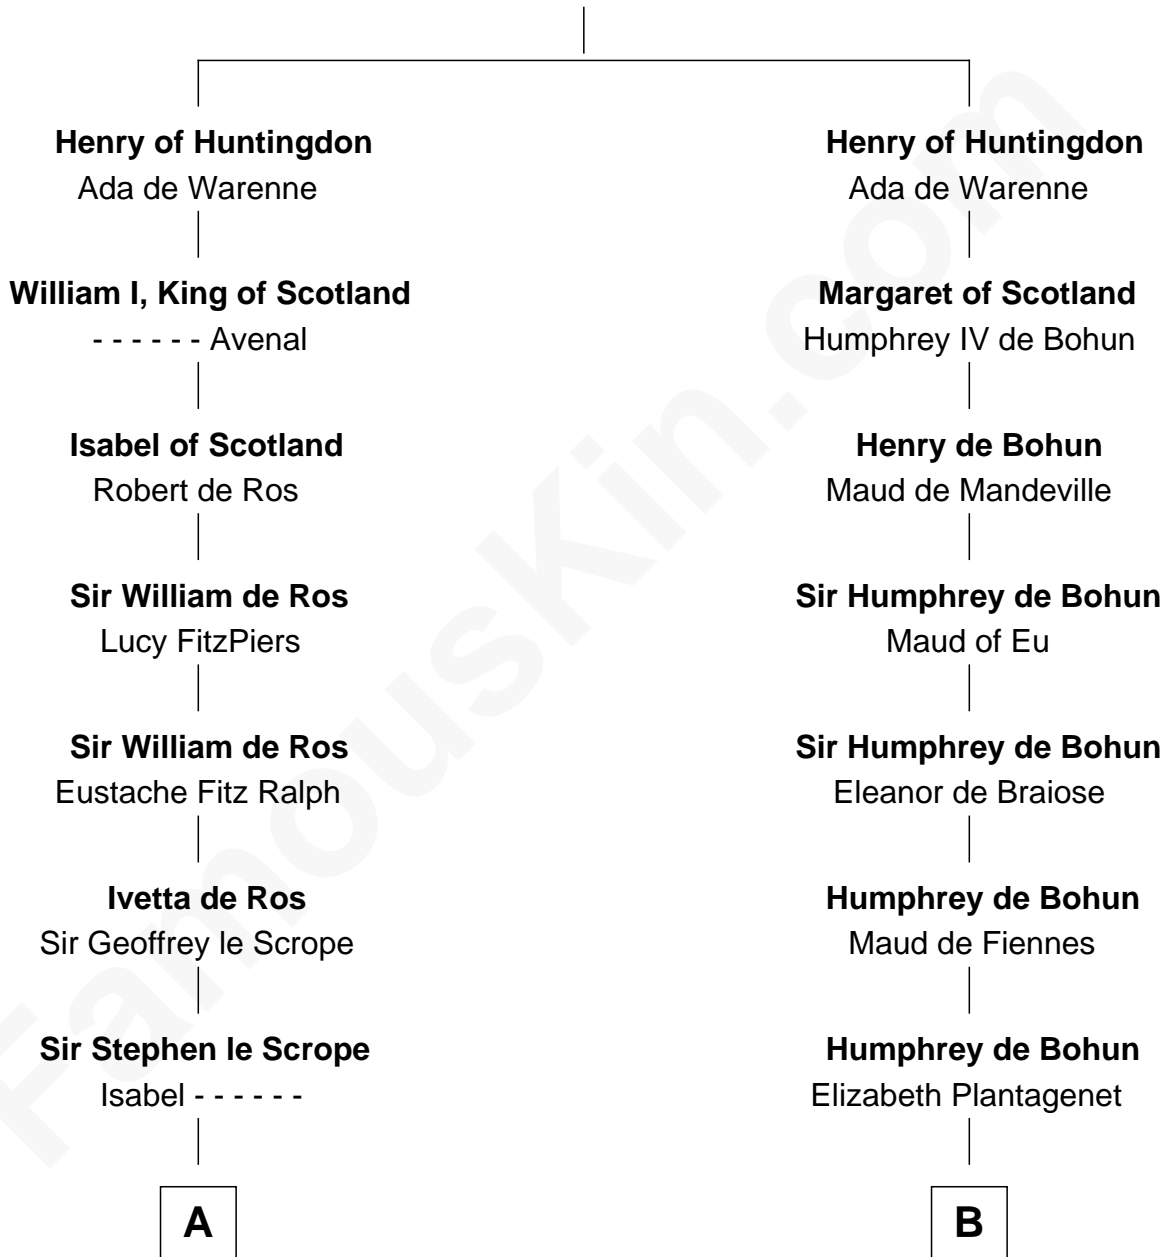 Henry of Huntingdon
Ada de Warenne
William I, King of Scotland
- - - - - - Avenal
Isabel of Scotland
Robert de Ros
Sir William de Ros
Lucy FitzPiers
Sir William de Ros
Eustache Fitz Ralph
Ivetta de Ros
Sir Geoffrey le Scrope
Sir Stephen le Scrope
Isabel - - - - - -
A
Henry of Huntingdon
Ada de Warenne
Margaret of Scotland
Humphrey IV de Bohun
Henry de Bohun
Maud de Mandeville
Sir Humphrey de Bohun
Maud of Eu
Sir Humphrey de Bohun
Eleanor de Braiose
Humphrey de Bohun
Maud de Fiennes
Humphrey de Bohun
Elizabeth Plantagenet
B
FamousKin.com